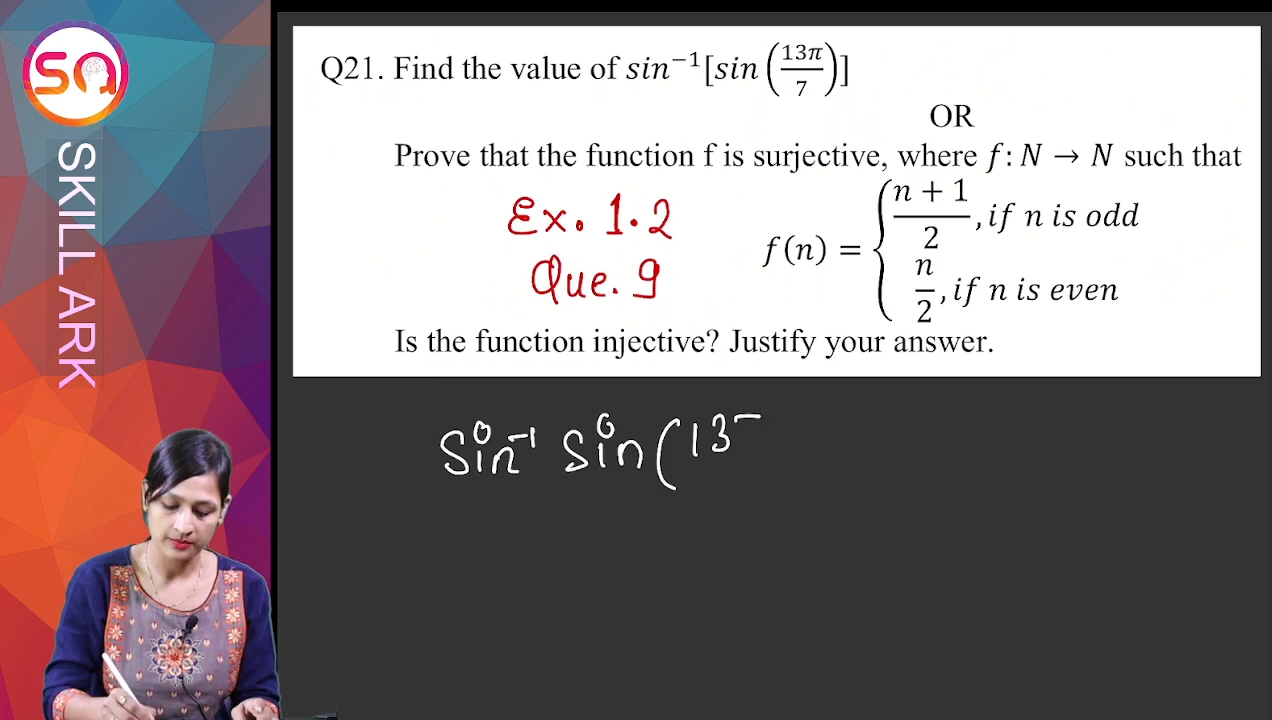 SA
SKILL ARK
Q21. Find the value of sin⁻¹[sin(13π/7)]
OR
Prove that the function f is surjective, where f: N → N such that
f(n) = { (n + 1)/2, if n is odd
n/2, if n is even
Ex. 1.2
Que. 9
Is the function injective? Justify your answer.
Sin⁻¹ Sin(13